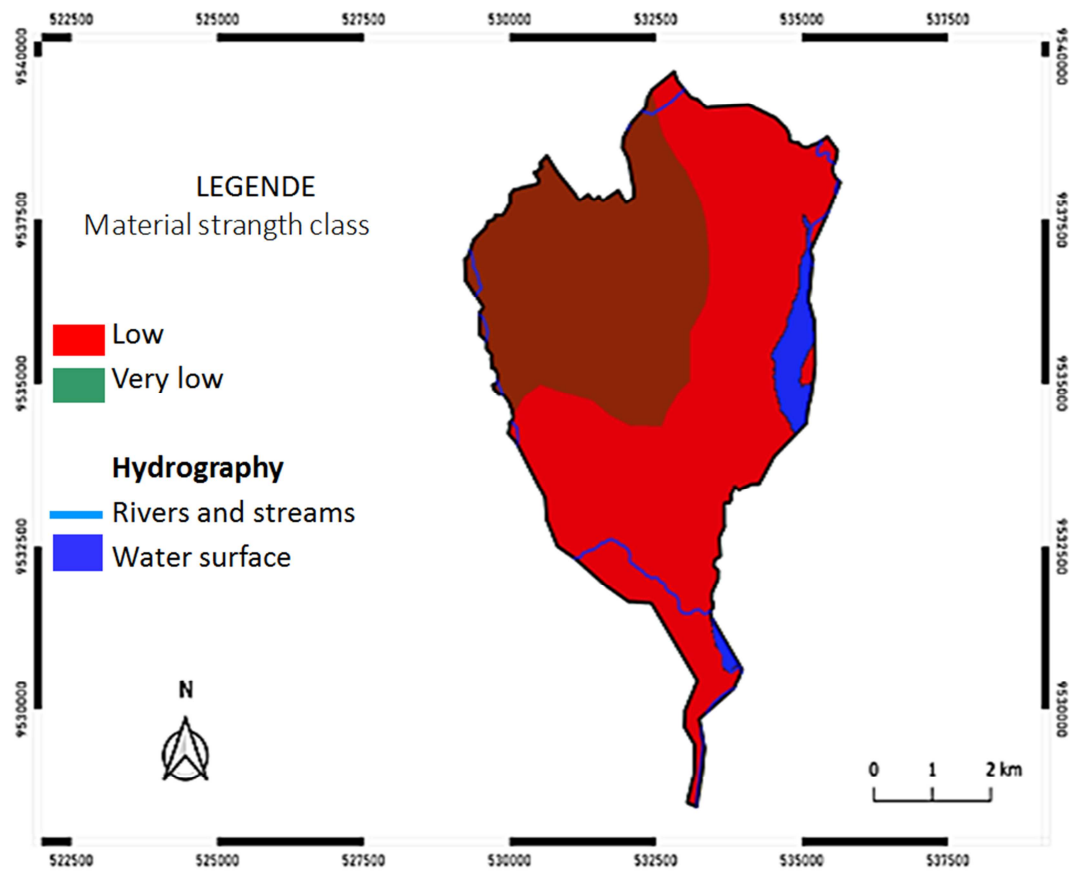 522500 525000 527500 530000 532500 535000 537500
9540000 9540000
LEGENDE
Material strangth class
9537500 9537500
Low
Very low
9535000 9535000
Hydrography
Rivers and streams
Water surface
9532500 9532500
N
9530000 9530000
0 1 2 km
522500 525000 527500 530000 532500 535000 537500